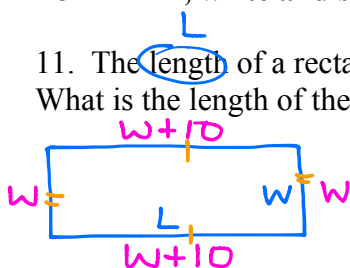 L
11. The length of a recta
What is the length of the
W+10
W W W
L
W+10